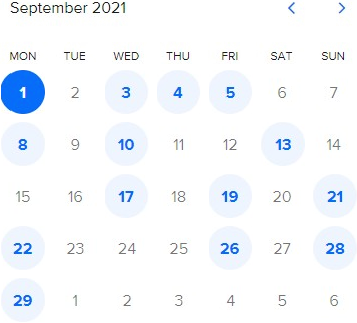 September 2021
MON TUE WED THU FRI SAT SUN
1 2 3 4 5 6 7
8 9 10 11 12 13 14
15 16 17 18 19 20 21
22 23 24 25 26 27 28
29 1 2 3 4 5 6